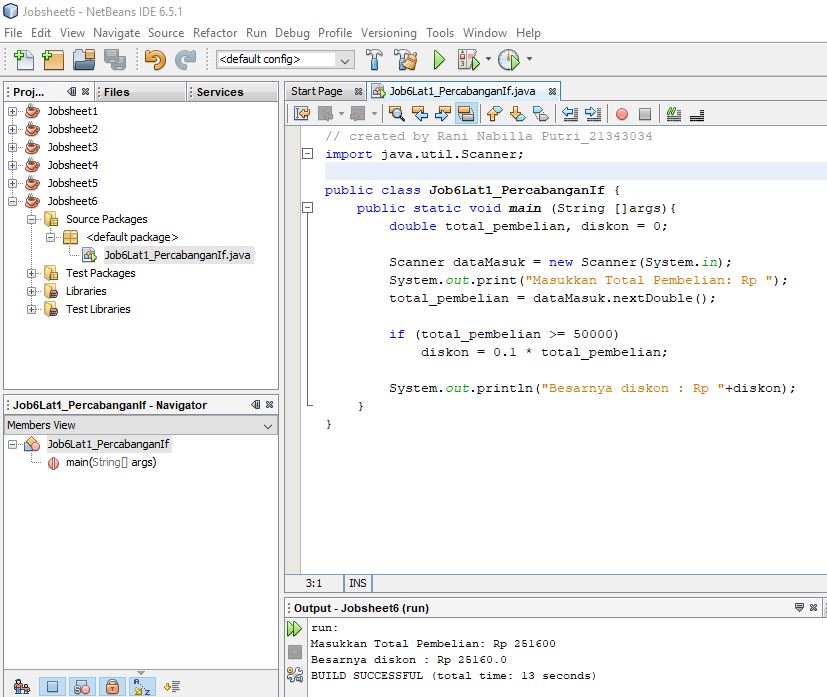 Jobsheet6 - NetBeans IDE 6.5.1
File Edit View Navigate Source Refactor Run Debug Profile Versioning Tools Window Help
<default config>
Proj... Files Services
Jobsheet1
Jobsheet2
Jobsheet3
Jobsheet4
Jobsheet5
Jobsheet6
Source Packages
<default package>
Job6Lat1_PercabanganIf.java
Test Packages
Libraries
Test Libraries
Job6Lat1_PercabanganIf - Navigator
Members View
Job6Lat1_PercabanganIf
main(String[] args)
Start Page Job6Lat1_PercabanganIf.java
// created by Rani Nabilla Putri_21343034
import java.util.Scanner;
public class Job6Lat1_PercabanganIf {
public static void main (String []args){
double total_pembelian, diskon = 0;
Scanner dataMasuk = new Scanner(System.in);
System.out.print("Masukkan Total Pembelian: Rp ");
total_pembelian = dataMasuk.nextDouble();
if (total_pembelian >= 50000)
diskon = 0.1 * total_pembelian;
System.out.println("Besarnya diskon : Rp "+diskon);
}
}
3:1 INS
Output - Jobsheet6 (run)
run:
Masukkan Total Pembelian: Rp 251600
Besarnya diskon : Rp 25160.0
BUILD SUCCESSFUL (total time: 13 seconds)